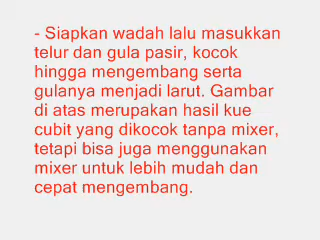 - Siapkan wadah lalu masukkan
telur dan gula pasir, kocok
hingga mengembang serta
gulanya menjadi larut. Gambar
di atas merupakan hasil kue
cubit yang dikocok tanpa mixer,
tetapi bisa juga menggunakan
mixer untuk lebih mudah dan
cepat mengembang.